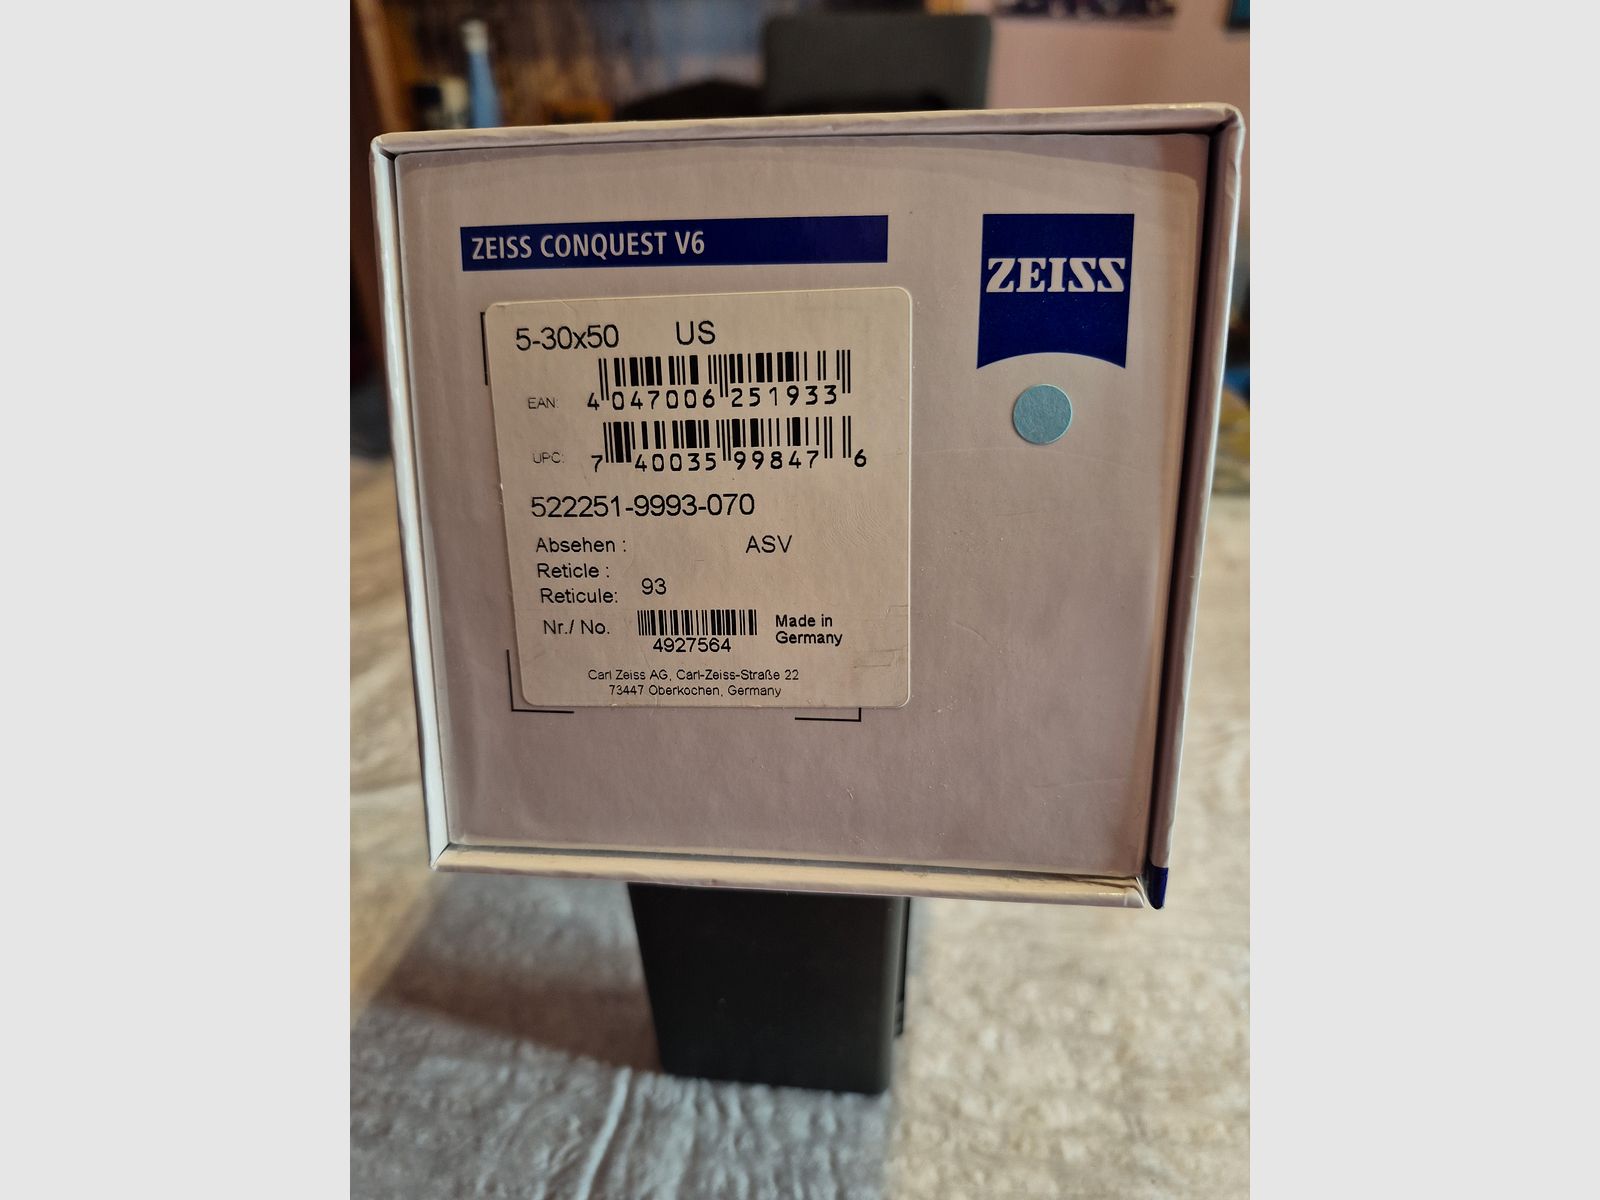 ZEISS CONQUEST V6
ZEISS
5-30x50 US
EAN: 4 047006 251933
UPC: 7 40035 99847 6
522251-9993-070
Absehen : ASV
Reticle :
Reticule: 93
Nr./ No. 4927564 Made in
Germany
Carl Zeiss AG, Carl-Zeiss-Straße 22
73447 Oberkochen, Germany